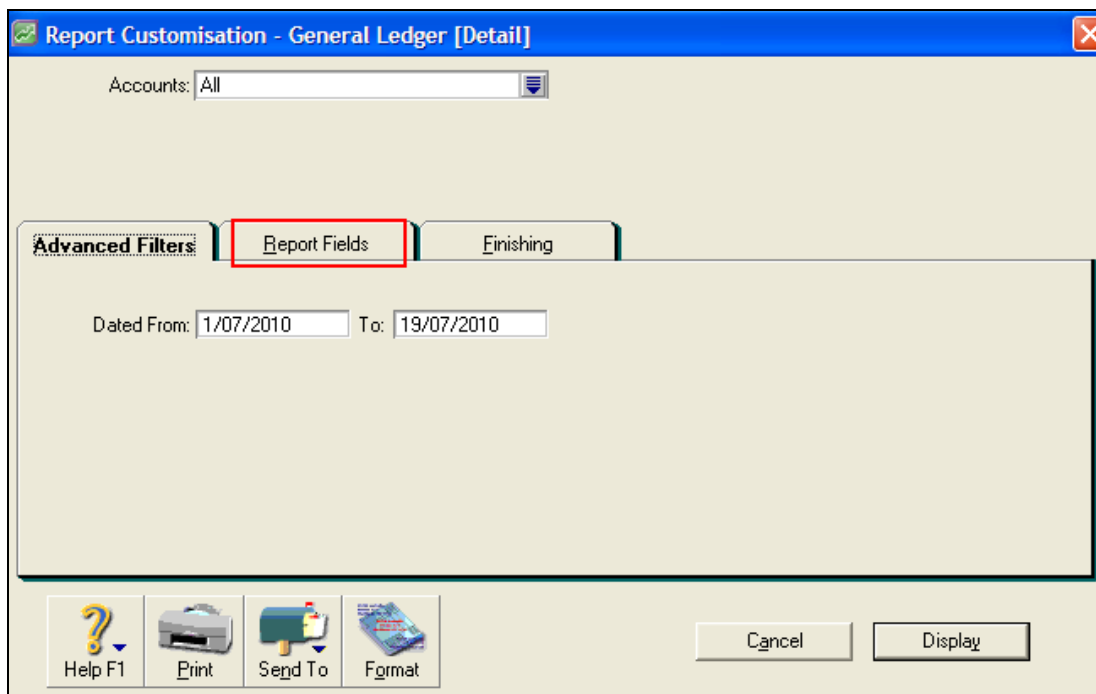 Report Customisation - General Ledger [Detail]
Accounts: All
Advanced Filters Report Fields Finishing
Dated From: 1/07/2010 To: 19/07/2010
Help F1 Print Send To Format Cancel Display